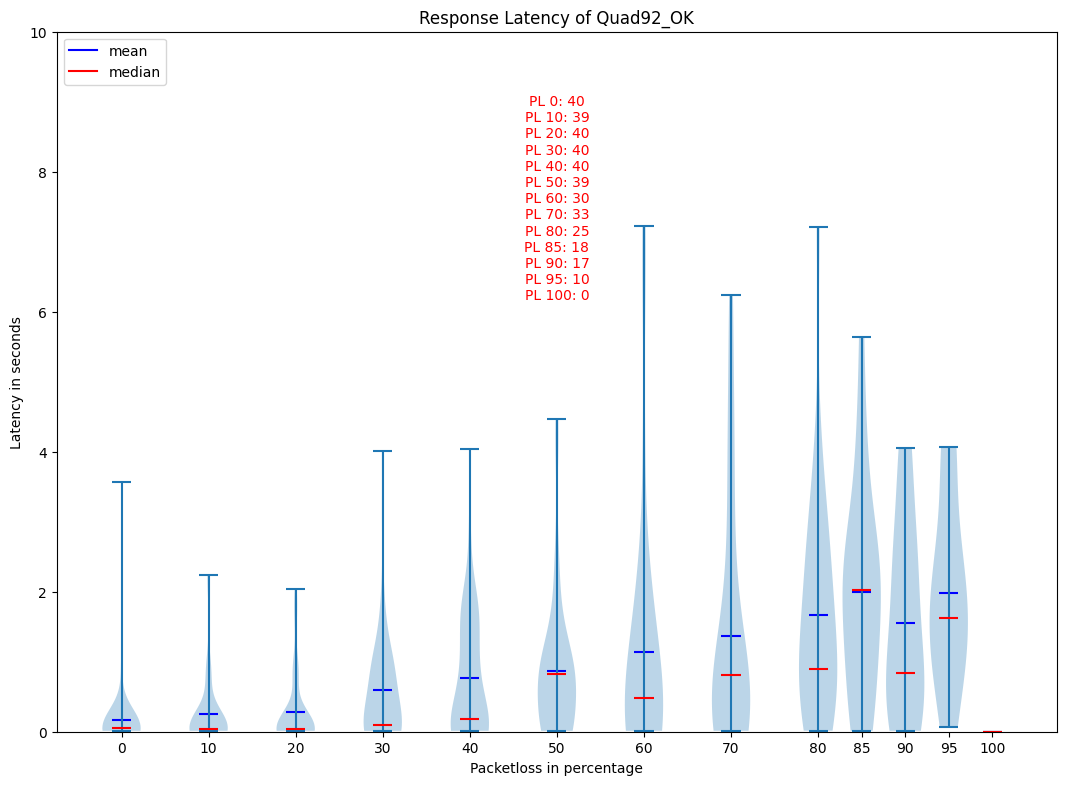 Response Latency of Quad92_OK
mean
median
PL 0: 40
PL 10: 39
PL 20: 40
PL 30: 40
PL 40: 40
PL 50: 39
PL 60: 30
PL 70: 33
PL 80: 25
PL 85: 18
PL 90: 17
PL 95: 10
PL 100: 0
10
8
6
4
2
0
Latency in seconds
0 10 20 30 40 50 60 70 80 85 90 95 100
Packetloss in percentage